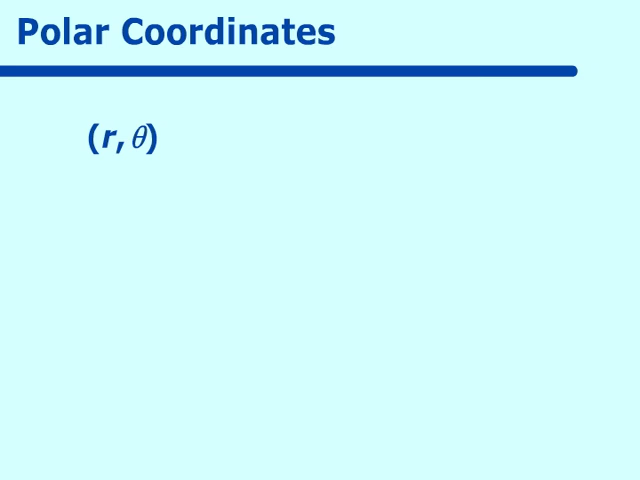 Polar Coordinates
(r, θ)